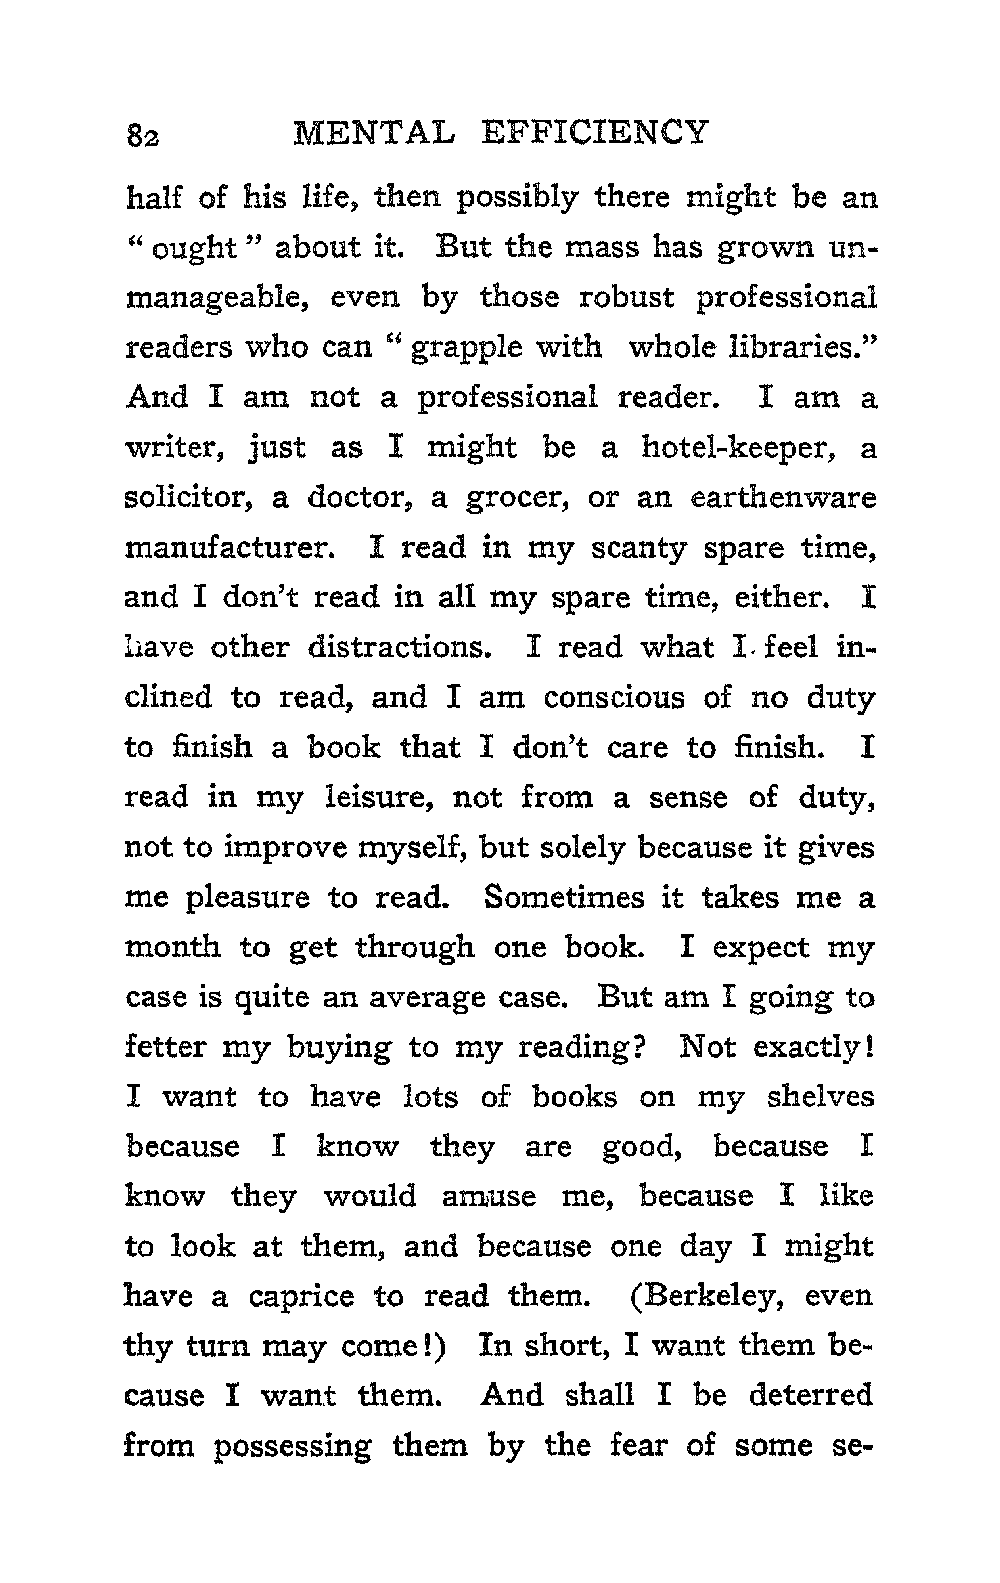 82 MENTAL EFFICIENCY
half of his life, then possibly there might be an
“ ought ” about it. But the mass has grown un-
manageable, even by those robust professional
readers who can “ grapple with whole libraries.”
And I am not a professional reader. I am a
writer, just as I might be a hotel-keeper, a
solicitor, a doctor, a grocer, or an earthenware
manufacturer. I read in my scanty spare time,
and I don’t read in all my spare time, either. I
have other distractions. I read what I feel in-
clined to read, and I am conscious of no duty
to finish a book that I don’t care to finish. I
read in my leisure, not from a sense of duty,
not to improve myself, but solely because it gives
me pleasure to read. Sometimes it takes me a
month to get through one book. I expect my
case is quite an average case. But am I going to
fetter my buying to my reading? Not exactly!
I want to have lots of books on my shelves
because I know they are good, because I
know they would amuse me, because I like
to look at them, and because one day I might
have a caprice to read them. (Berkeley, even
thy turn may come!) In short, I want them be-
cause I want them. And shall I be deterred
from possessing them by the fear of some se-